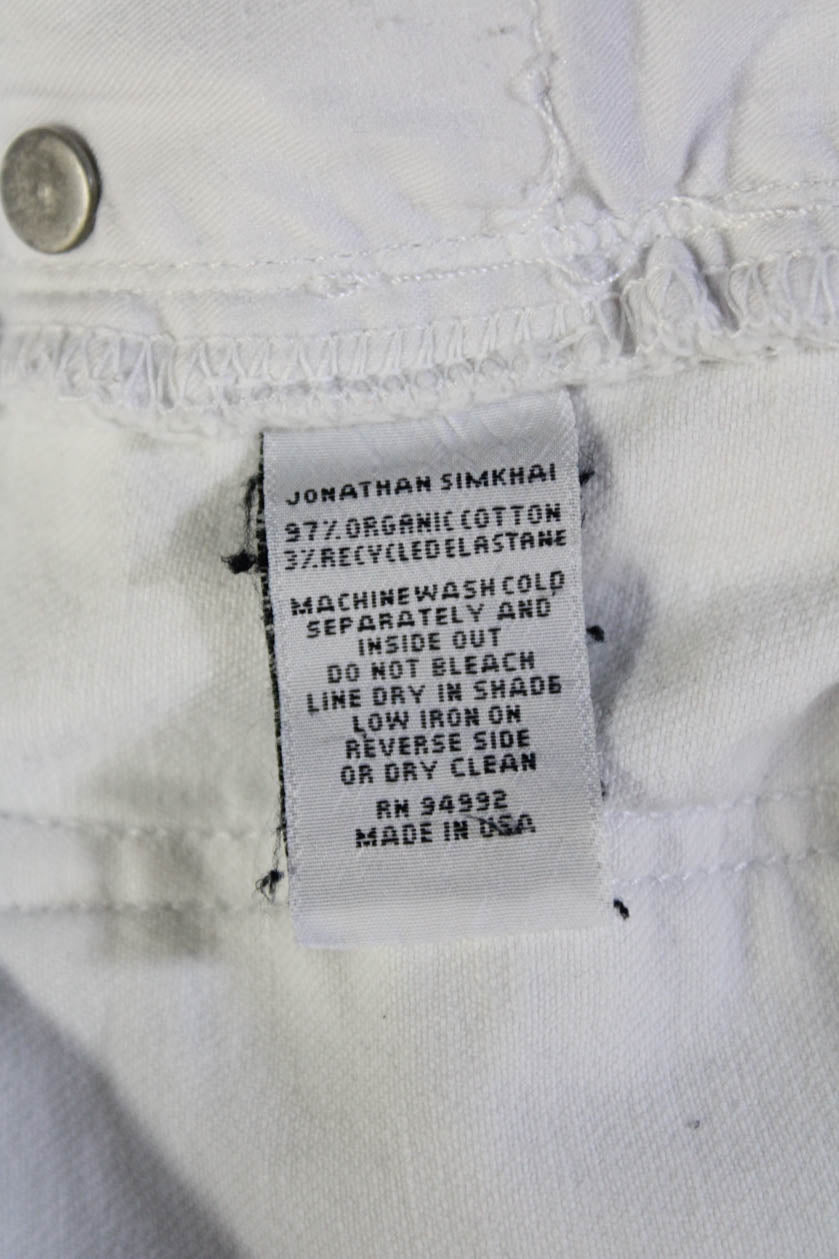 JONATHAN SIMKHAI
97% ORGANIC COTTON
3% RECYCLED ELASTANE
MACHINE WASH COLD
SEPARATELY AND
INSIDE OUT
DO NOT BLEACH
LINE DRY IN SHADE
LOW IRON ON
REVERSE SIDE
OR DRY CLEAN
RN 94992
MADE IN USA